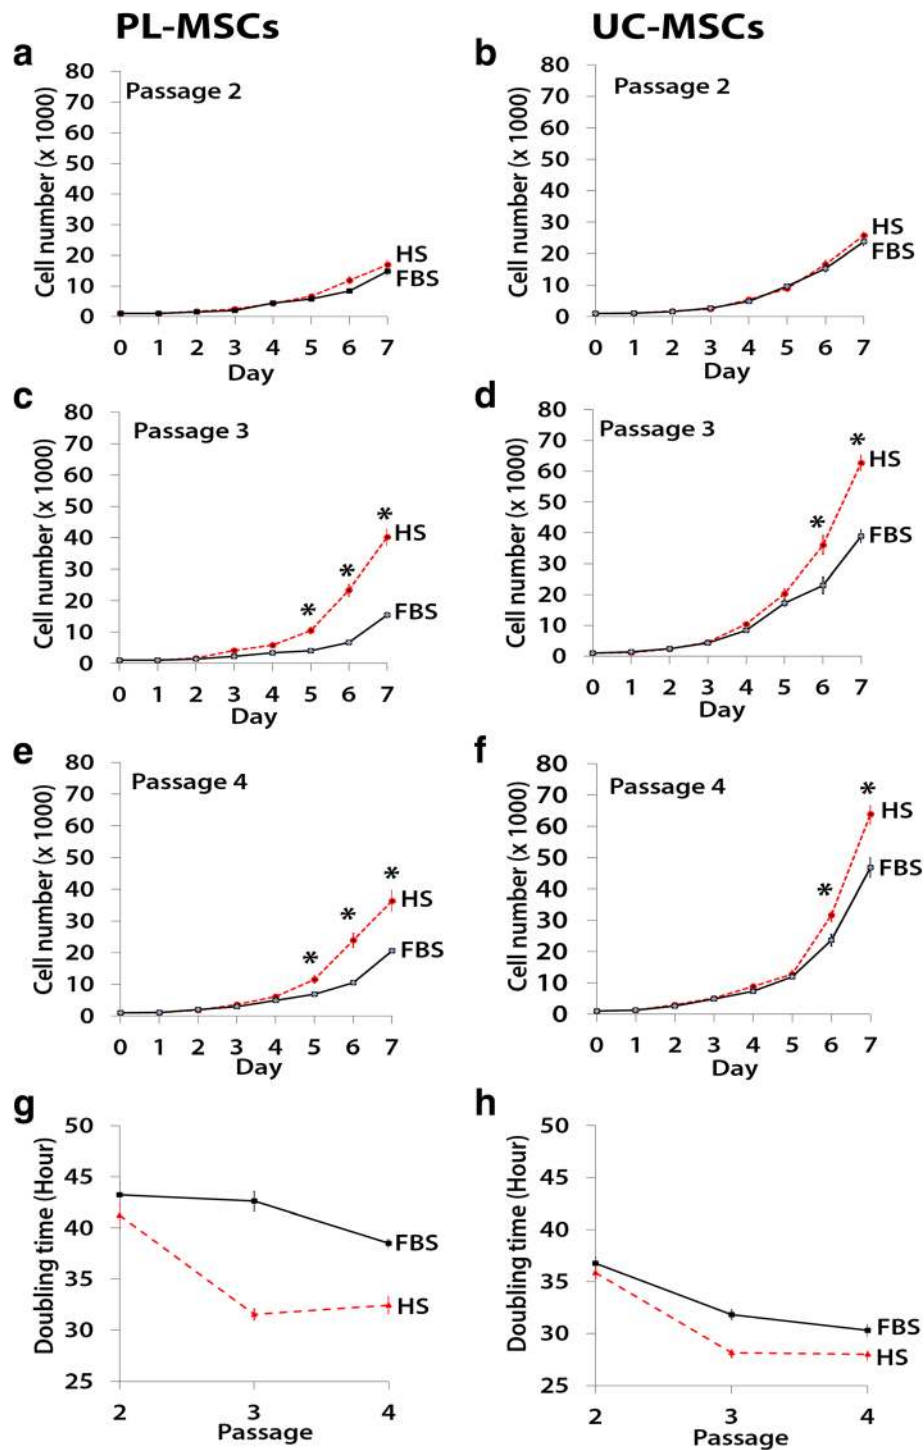 PL-MSCs
UC-MSCs
a
Cell number (x 1000)
80
70
60
50
40
30
20
10
0
Passage 2
HS
FBS
0 1 2 3 4 5 6 7
Day
b
Cell number (x 1000)
80
70
60
50
40
30
20
10
0
Passage 2
HS
FBS
0 1 2 3 4 5 6 7
Day
c
Cell number (x 1000)
80
70
60
50
40
30
20
10
0
Passage 3
*
*
*
HS
FBS
0 1 2 3 4 5 6 7
Day
d
Cell number (x 1000)
80
70
60
50
40
30
20
10
0
Passage 3
*
*
HS
FBS
0 1 2 3 4 5 6 7
Day
e
Cell number (x 1000)
80
70
60
50
40
30
20
10
0
Passage 4
*
*
*
HS
FBS
0 1 2 3 4 5 6 7
Day
f
Cell number (x 1000)
80
70
60
50
40
30
20
10
0
Passage 4
*
*
HS
FBS
0 1 2 3 4 5 6 7
Day
g
Doubling time (Hour)
50
45
40
35
30
25
FBS
HS
2 3 4
Passage
h
Doubling time (Hour)
50
45
40
35
30
25
FBS
HS
2 3 4
Passage